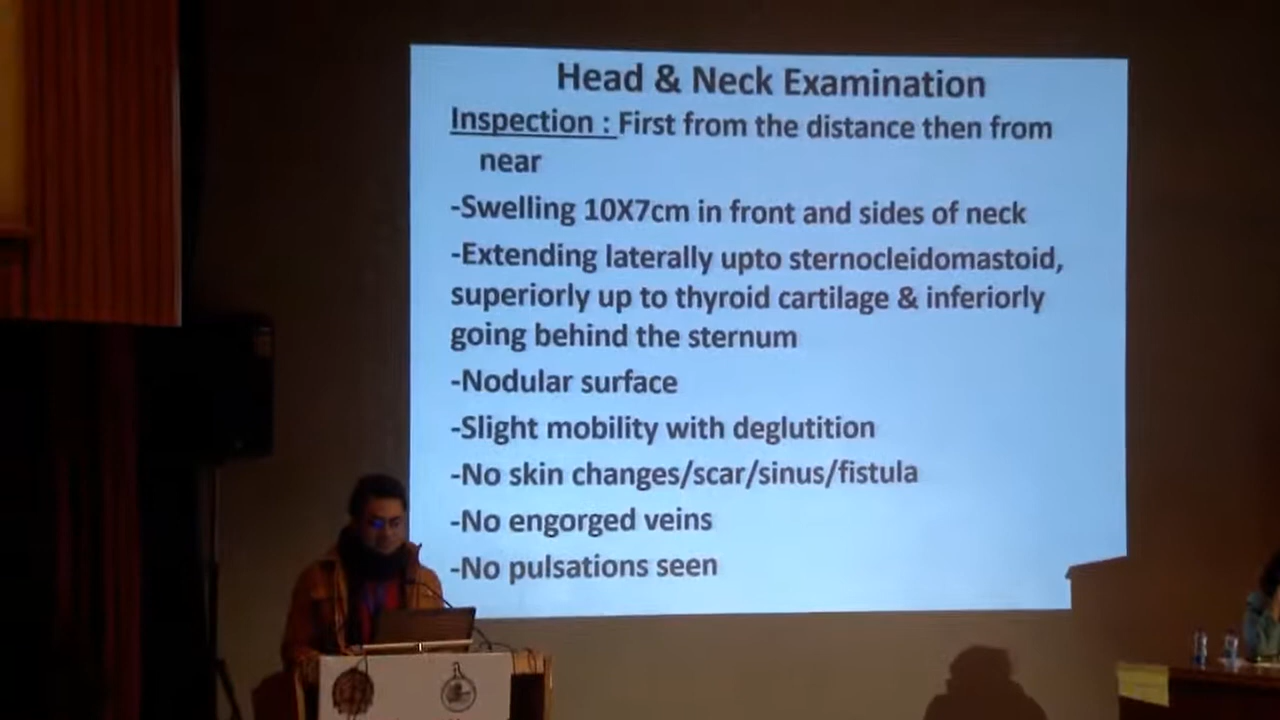 Head & Neck Examination
Inspection : First from the distance then from
near
-Swelling 10X7cm in front and sides of neck
-Extending laterally upto sternocleidomastoid,
superiorly up to thyroid cartilage & inferiorly
going behind the sternum
-Nodular surface
-Slight mobility with deglutition
-No skin changes/scar/sinus/fistula
-No engorged veins
-No pulsations seen